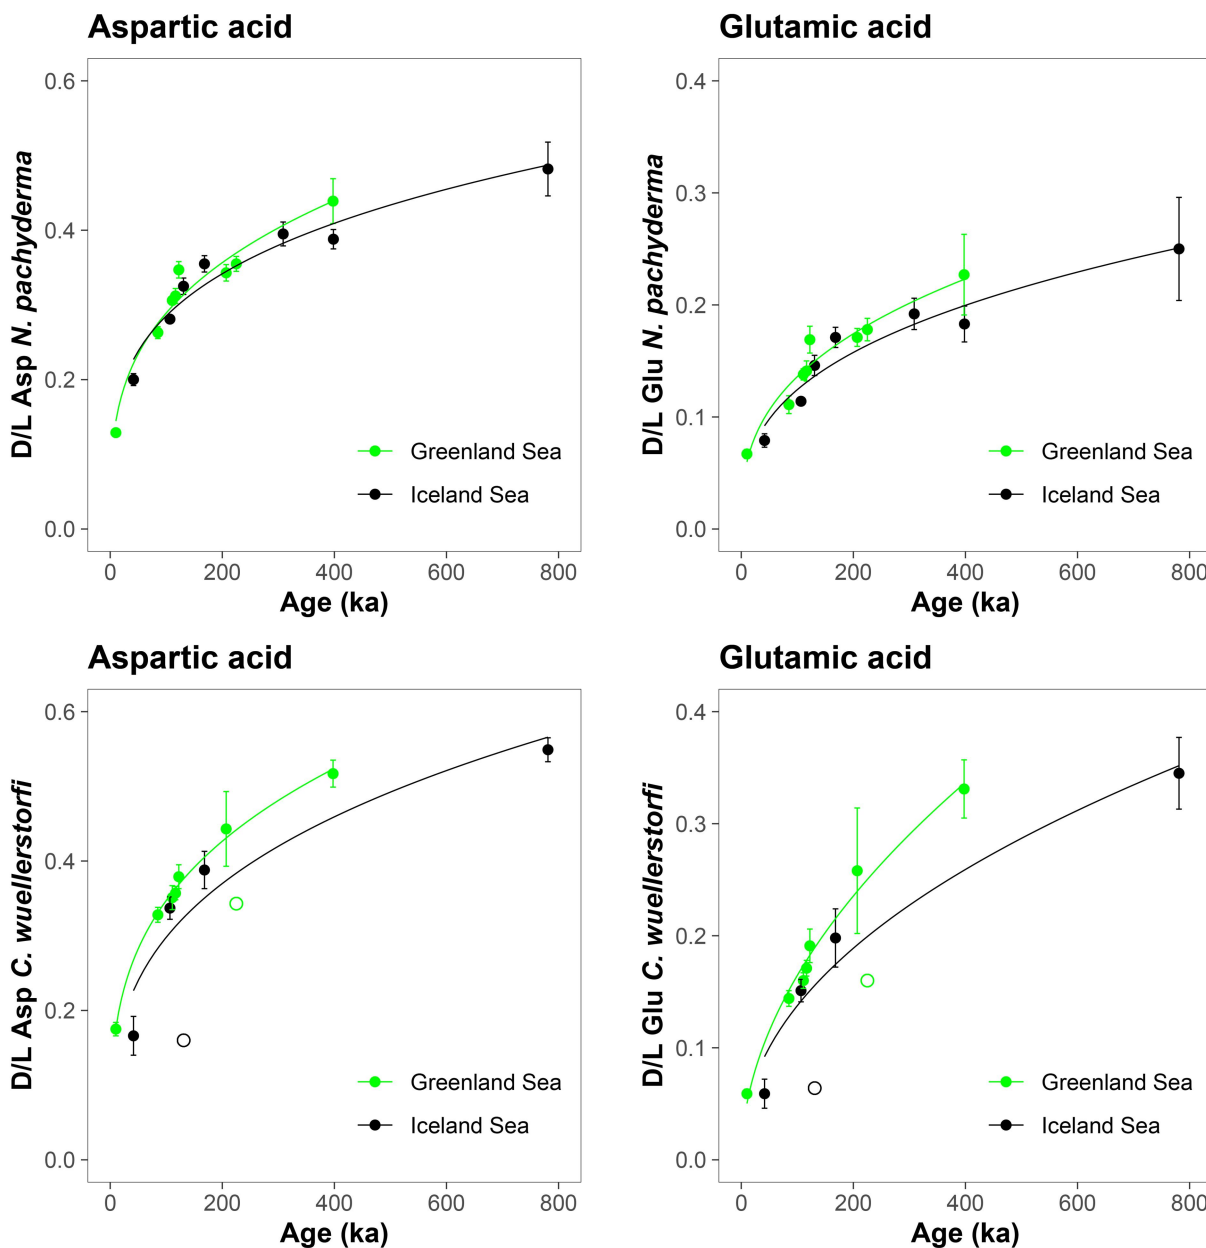 Aspartic acid
D/L Asp N. pachyderma
0.6
0.4
0.2
0.0
Greenland Sea
Iceland Sea
0 200 400 600 800
Age (ka)
Glutamic acid
D/L Glu N. pachyderma
0.4
0.3
0.2
0.1
0.0
Greenland Sea
Iceland Sea
0 200 400 600 800
Age (ka)
Aspartic acid
D/L Asp C. wuellerstorfi
0.6
0.4
0.2
0.0
Greenland Sea
Iceland Sea
0 200 400 600 800
Age (ka)
Glutamic acid
D/L Glu C. wuellerstorfi
0.4
0.3
0.2
0.1
0.0
Greenland Sea
Iceland Sea
0 200 400 600 800
Age (ka)